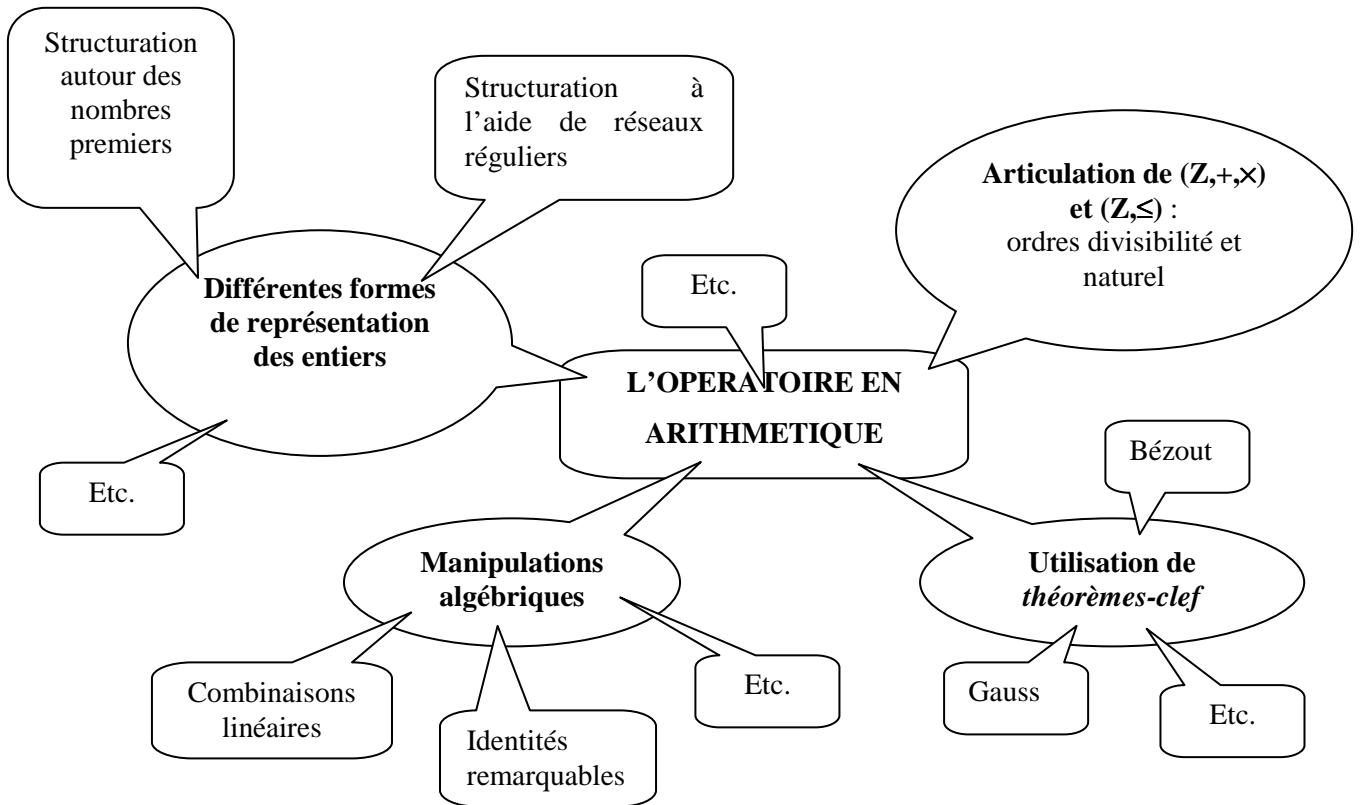 Structuration
autour des
nombres
premiers
Structuration à
l'aide de réseaux
réguliers
Articulation de (Z,+,×)
et (Z,≤) :
ordres divisibilité et
naturel
Différentes formes
de représentation
des entiers
Etc.
L'OPERATOIRE EN
ARITHMETIQUE
Etc.
Bézout
Manipulations
algébriques
Utilisation de
théorèmes-clef
Combinaisons
linéaires
Identités
remarquables
Etc.
Gauss
Etc.